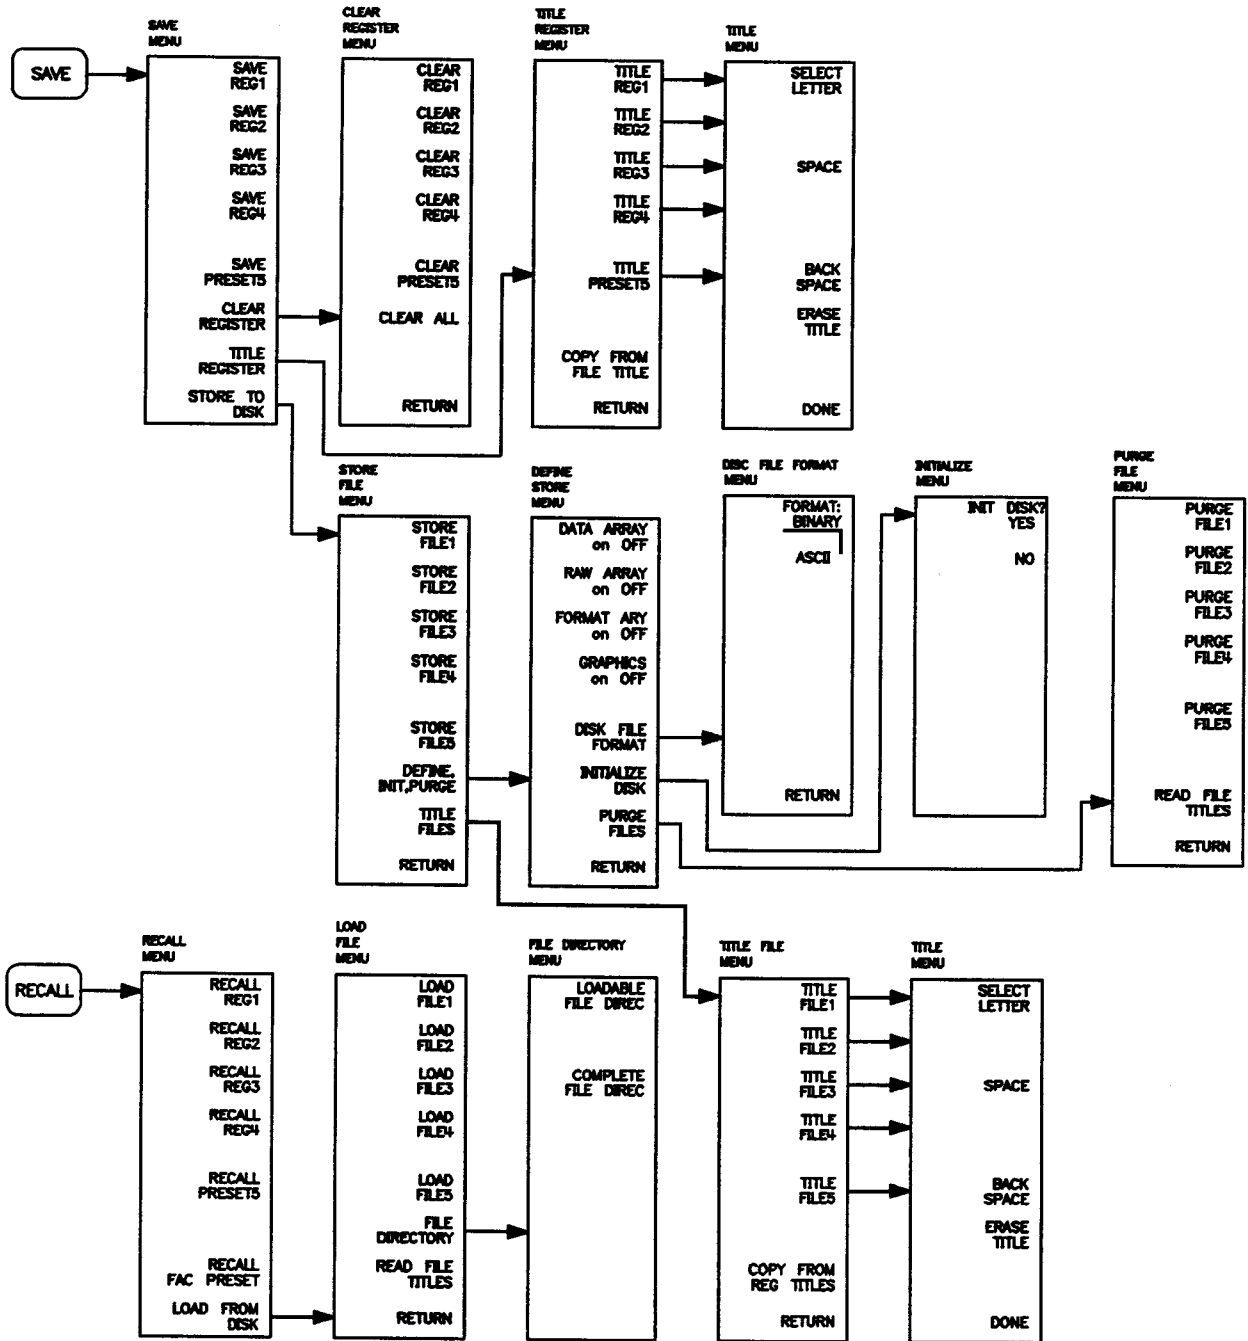 SAVE
SAVE
MENU
SAVE
REG1
SAVE
REG2
SAVE
REG3
SAVE
REG4
SAVE
PRESET5
CLEAR
REGISTER
TITLE
REGISTER
STORE TO
DISK
CLEAR
REGISTER
MENU
CLEAR
REG1
CLEAR
REG2
CLEAR
REG3
CLEAR
REG4
CLEAR
PRESET5
CLEAR ALL
RETURN
TITLE
REGISTER
MENU
TITLE
REG1
TITLE
REG2
TITLE
REG3
TITLE
REG4
TITLE
PRESET5
COPY FROM
FILE TITLE
RETURN
TITLE
MENU
SELECT
LETTER
SPACE
BACK
SPACE
ERASE
TITLE
DONE
STORE
FILE
MENU
STORE
FILE1
STORE
FILE2
STORE
FILE3
STORE
FILE4
STORE
FILE5
DEFINE,
INIT,PURGE
TITLE
FILES
RETURN
DEFINE
STORE
MENU
DATA ARRAY
on OFF
RAW ARRAY
on OFF
FORMAT ARY
on OFF
GRAPHICS
on OFF
DISK FILE
FORMAT
INITIALIZE
DISK
PURGE
FILES
RETURN
DISC FILE FORMAT
MENU
FORMAT:
BINARY
ASCII
RETURN
INITIALIZE
MENU
INIT DISK?
YES
NO
PURGE
FILE
MENU
PURGE
FILE1
PURGE
FILE2
PURGE
FILE3
PURGE
FILE4
PURGE
FILE5
READ FILE
TITLES
RETURN
RECALL
RECALL
MENU
RECALL
REG1
RECALL
REG2
RECALL
REG3
RECALL
REG4
RECALL
PRESET5
RECALL
FAC PRESET
LOAD FROM
DISK
LOAD
FILE
MENU
LOAD
FILE1
LOAD
FILE2
LOAD
FILE3
LOAD
FILE4
LOAD
FILE5
FILE
DIRECTORY
READ FILE
TITLES
RETURN
FILE DIRECTORY
MENU
LOADABLE
FILE DIREC
COMPLETE
FILE DIREC
TITLE FILE
MENU
TITLE
FILE1
TITLE
FILE2
TITLE
FILE3
TITLE
FILE4
TITLE
FILE5
COPY FROM
REG TITLES
RETURN
TITLE
MENU
SELECT
LETTER
SPACE
BACK
SPACE
ERASE
TITLE
DONE